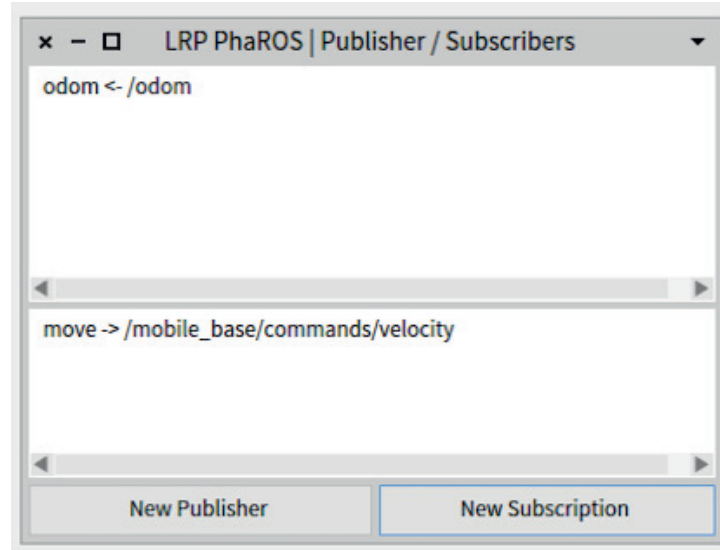 LRP PhaROS | Publisher / Subscribers
odom <- /odom
move -> /mobile_base/commands/velocity
New Publisher
New Subscription